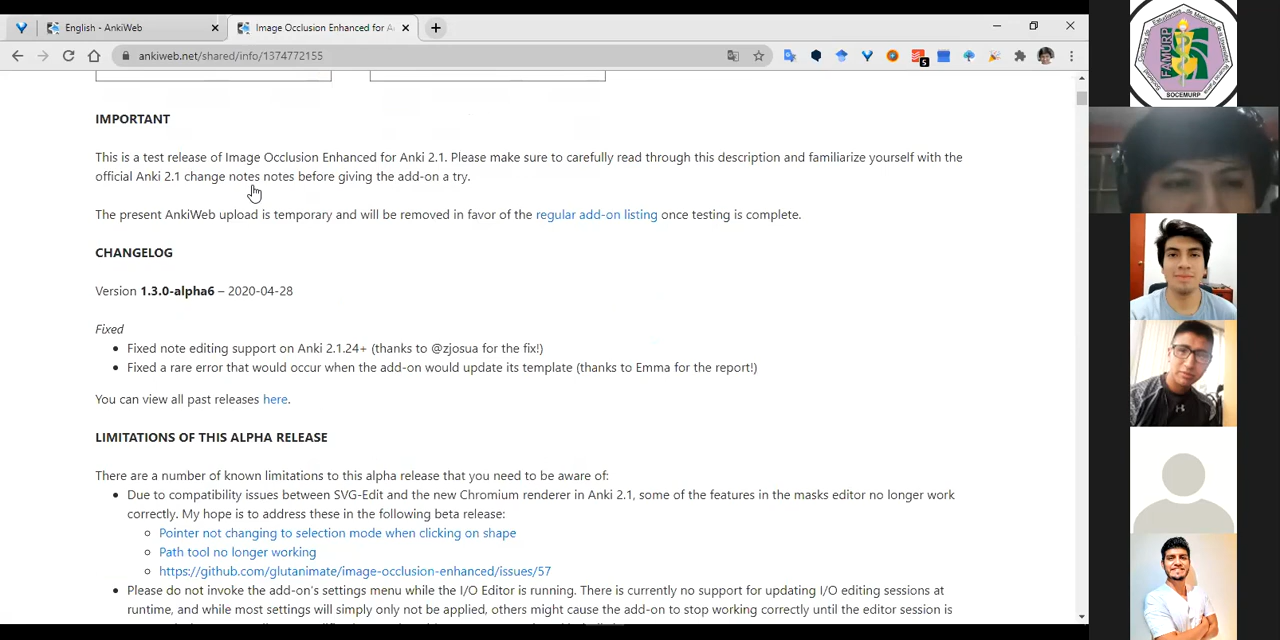 English - AnkiWeb
Image Occlusion Enhanced for A
ankiweb.net/shared/info/1374772155
5
IMPORTANT
This is a test release of Image Occlusion Enhanced for Anki 2.1. Please make sure to carefully read through this description and familiarize yourself with the
official Anki 2.1 change notes notes before giving the add-on a try.
The present AnkiWeb upload is temporary and will be removed in favor of the regular add-on listing once testing is complete.
CHANGELOG
Version 1.3.0-alpha6 – 2020-04-28
Fixed
• Fixed note editing support on Anki 2.1.24+ (thanks to @zjosua for the fix!)
• Fixed a rare error that would occur when the add-on would update its template (thanks to Emma for the report!)
You can view all past releases here.
LIMITATIONS OF THIS ALPHA RELEASE
There are a number of known limitations to this alpha release that you need to be aware of:
• Due to compatibility issues between SVG-Edit and the new Chromium renderer in Anki 2.1, some of the features in the masks editor no longer work
correctly. My hope is to address these in the following beta release:
Pointer not changing to selection mode when clicking on shape
Path tool no longer working
https://github.com/glutanimate/image-occlusion-enhanced/issues/57
• Please do not invoke the add-on's settings menu while the I/O Editor is running. There is currently no support for updating I/O editing sessions at
runtime, and while most settings will simply only not be applied, others might cause the add-on to stop working correctly until the editor session is
FAMURP
SOCEMURP